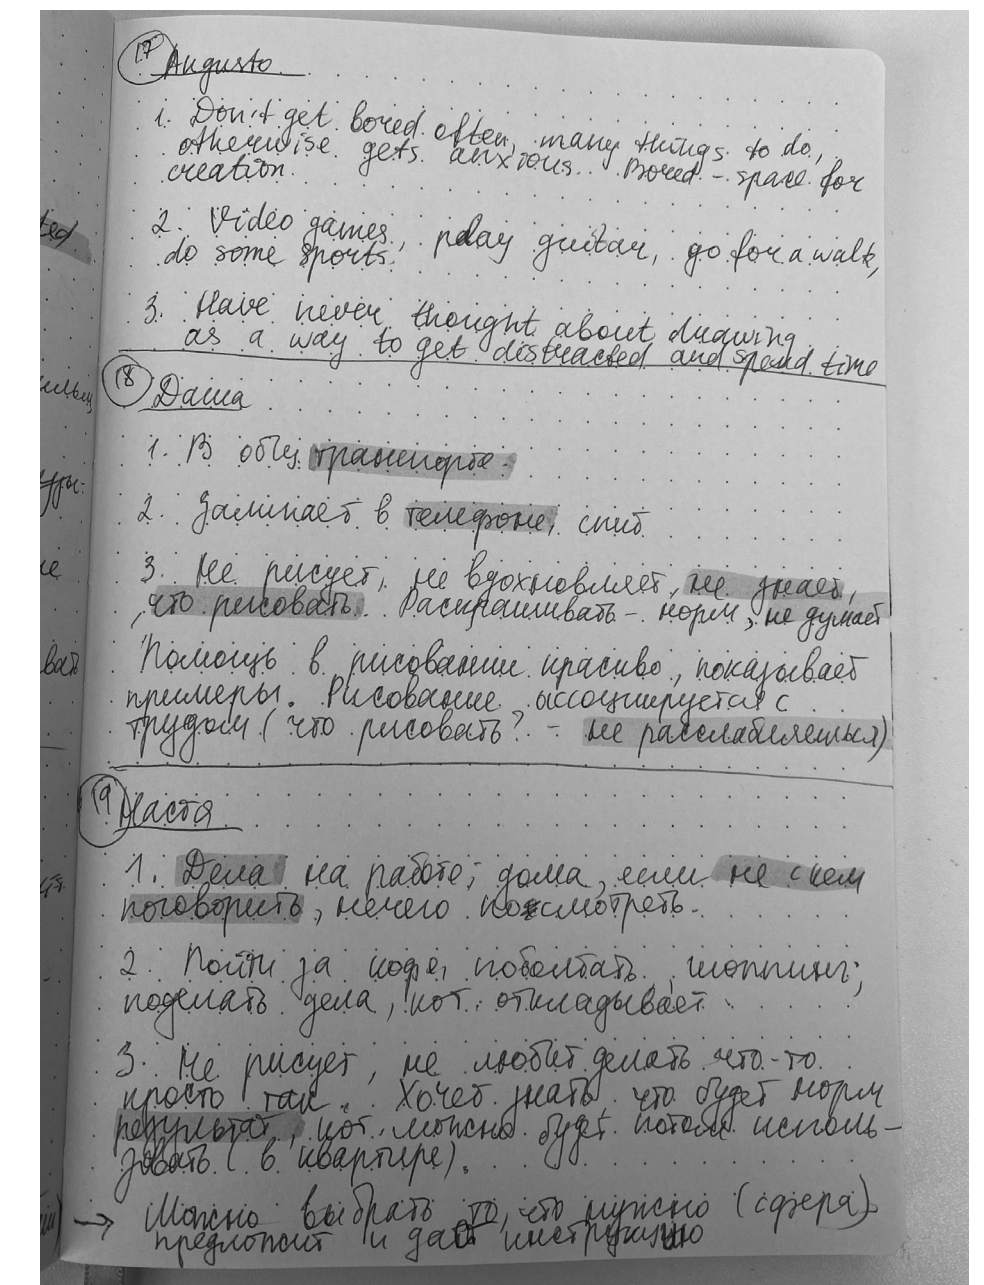 17 Augusto
1. Don't get bored often, many things to do,
otherwise gets anxious. Bored - space for
creation.
2. Video games, play guitar, go for a walk,
do some sports.
3. Have never thought about drawing
as a way to get distracted and spend time
18 Даша
1. В общ. транспорте.
2. Залипает в телефоне, спит
3. Не рисует, не вдохновляет, не знает,
что рисовать. Распрашивать - норм, не думает
Помощь в рисовании красиво, показывает
примеры. Рисование ассоциируется с
трудом (что рисовать? - не расслабляешься)
19 Настя
1. Дела на работе; дома, если не с кем
поговорить, нечего посмотреть.
2. Пойти за кофе, поболтать, шоппинг;
поделать дела, кот. откладывает
3. Не рисует, не любит делать что-то
просто так. Хочет знать что будет норм
результат, кот. можно будет потом исполь-
зовать (в квартире).
→ Можно выбрать то, что нужно (сфера)
предложит и даст инструкцию
ted
вать